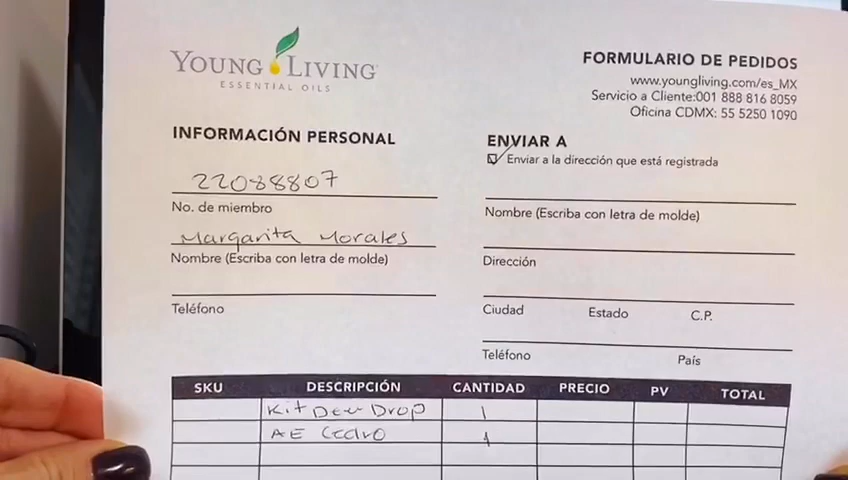 YOUNG LIVING
ESSENTIAL OILS
FORMULARIO DE PEDIDOS
www.youngliving.com/es_MX
Servicio a Cliente:001 888 816 8059
Oficina CDMX: 55 5250 1090
INFORMACIÓN PERSONAL
22088807
No. de miembro
Margarita Morales
Nombre (Escriba con letra de molde)
Teléfono
ENVIAR A
Enviar a la dirección que está registrada
Nombre (Escriba con letra de molde)
Dirección
Ciudad Estado C.P.
Teléfono País
SKU DESCRIPCIÓN CANTIDAD PRECIO PV TOTAL
Kit Dew Drop 1
AE Cedro 1